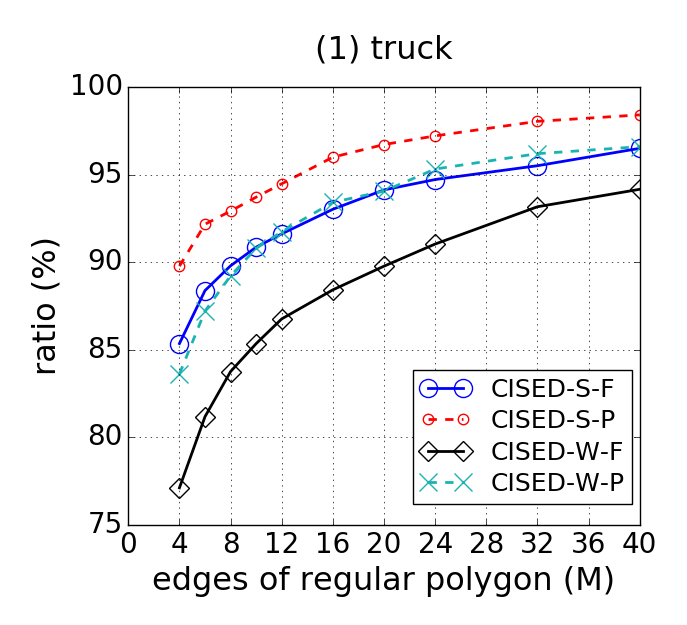 (1) truck
100
95
90
85
80
75
ratio (%)
CISED-S-F
CISED-S-P
CISED-W-F
CISED-W-P
0 4 8 12 16 20 24 28 32 36 40
edges of regular polygon (M)